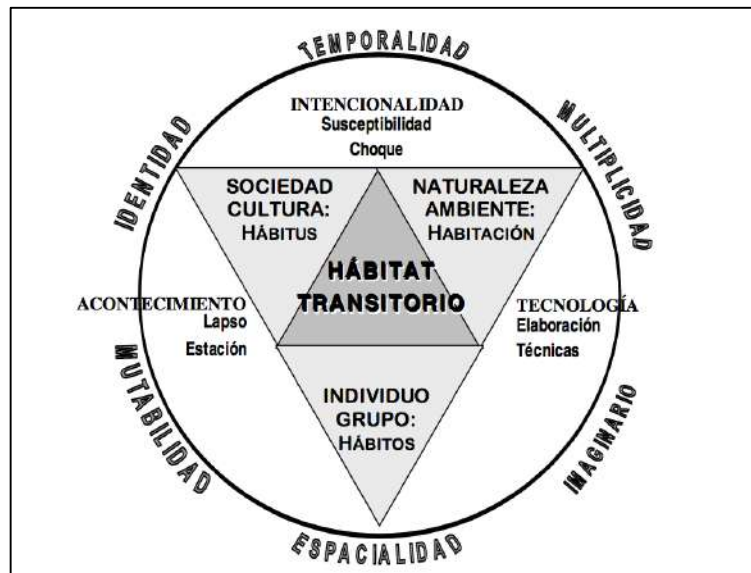 TEMPORALIDAD
IDENTIDAD
MULTIPLICIDAD
INTENCIONALIDAD
Susceptibilidad
Choque
SOCIEDAD
CULTURA:
HÁBITUS
NATURALEZA
AMBIENTE:
HABITACIÓN
HÁBITAT
TRANSITORIO
ACONTECIMIENTO
Lapso
Estación
TECNOLOGÍA
Elaboración
Técnicas
INDIVIDUO
GRUPO:
HÁBITOS
MUTABILIDAD
IMAGINARIO
ESPACIALIDAD